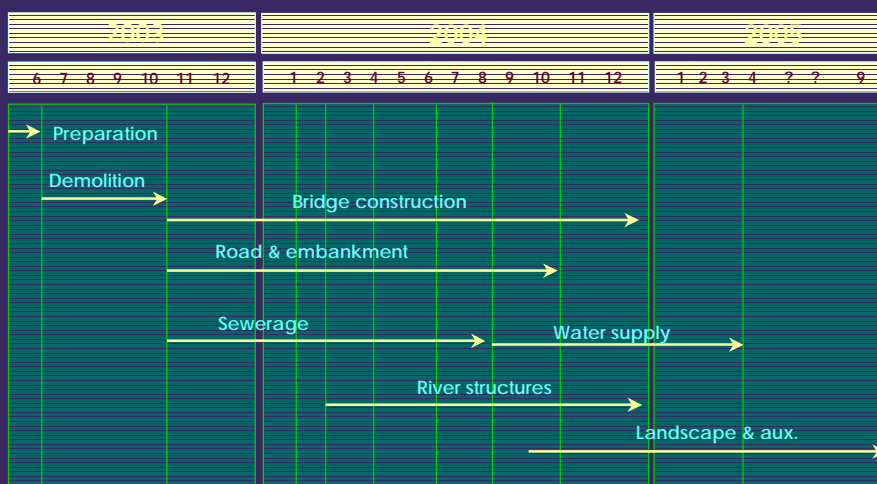 2003 2004 2005
6 7 8 9 10 11 12 1 2 3 4 5 6 7 8 9 10 11 12 1 2 3 4 ? ? 9
Preparation
Demolition
Bridge construction
Road & embankment
Sewerage
Water supply
River structures
Landscape & aux.